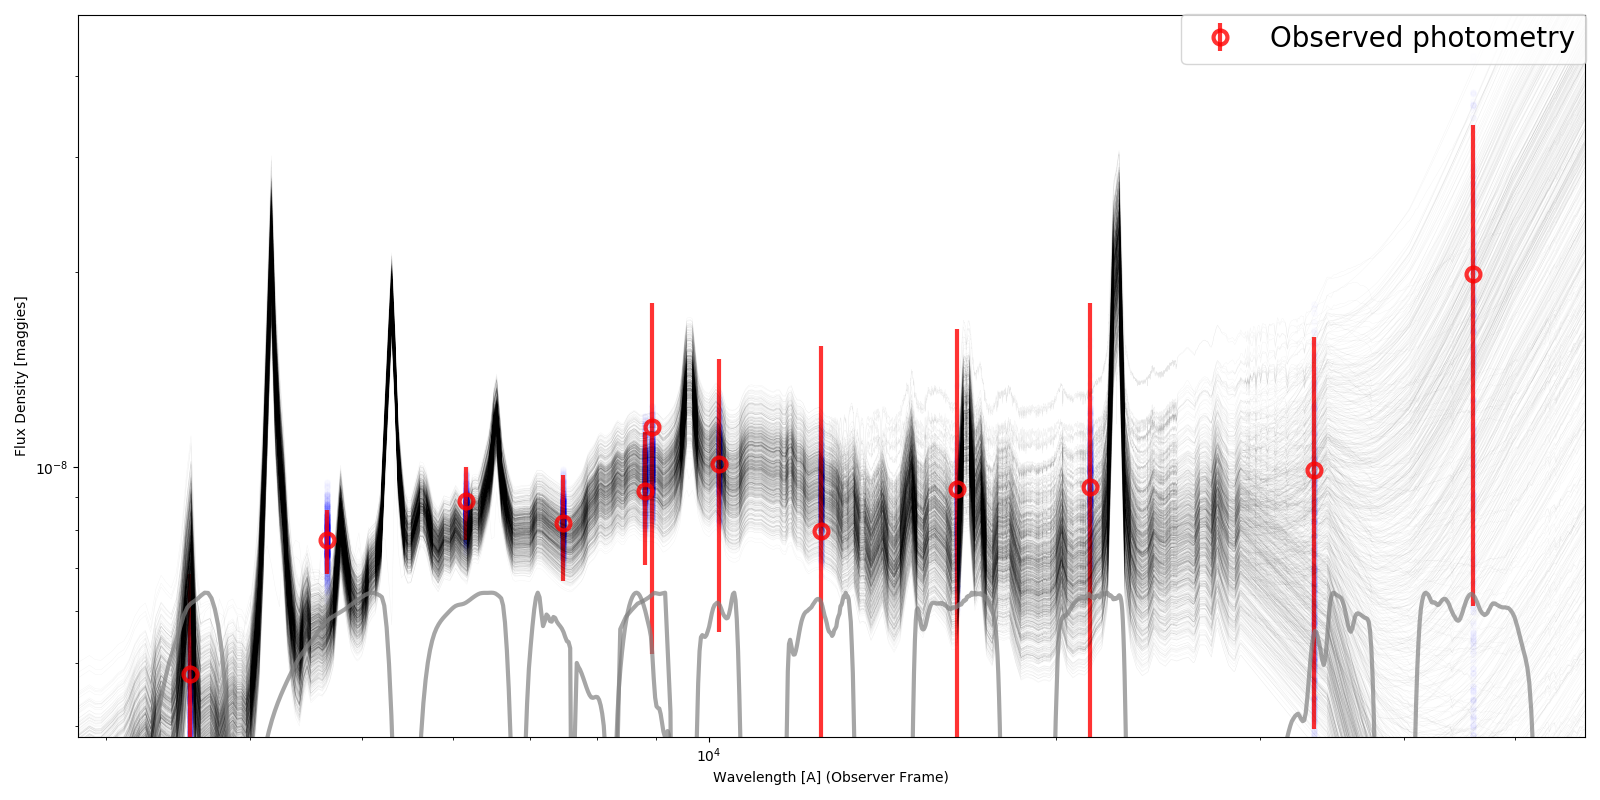 Observed photometry
Flux Density [maggies]
10⁻⁸
10⁴
Wavelength [A] (Observer Frame)